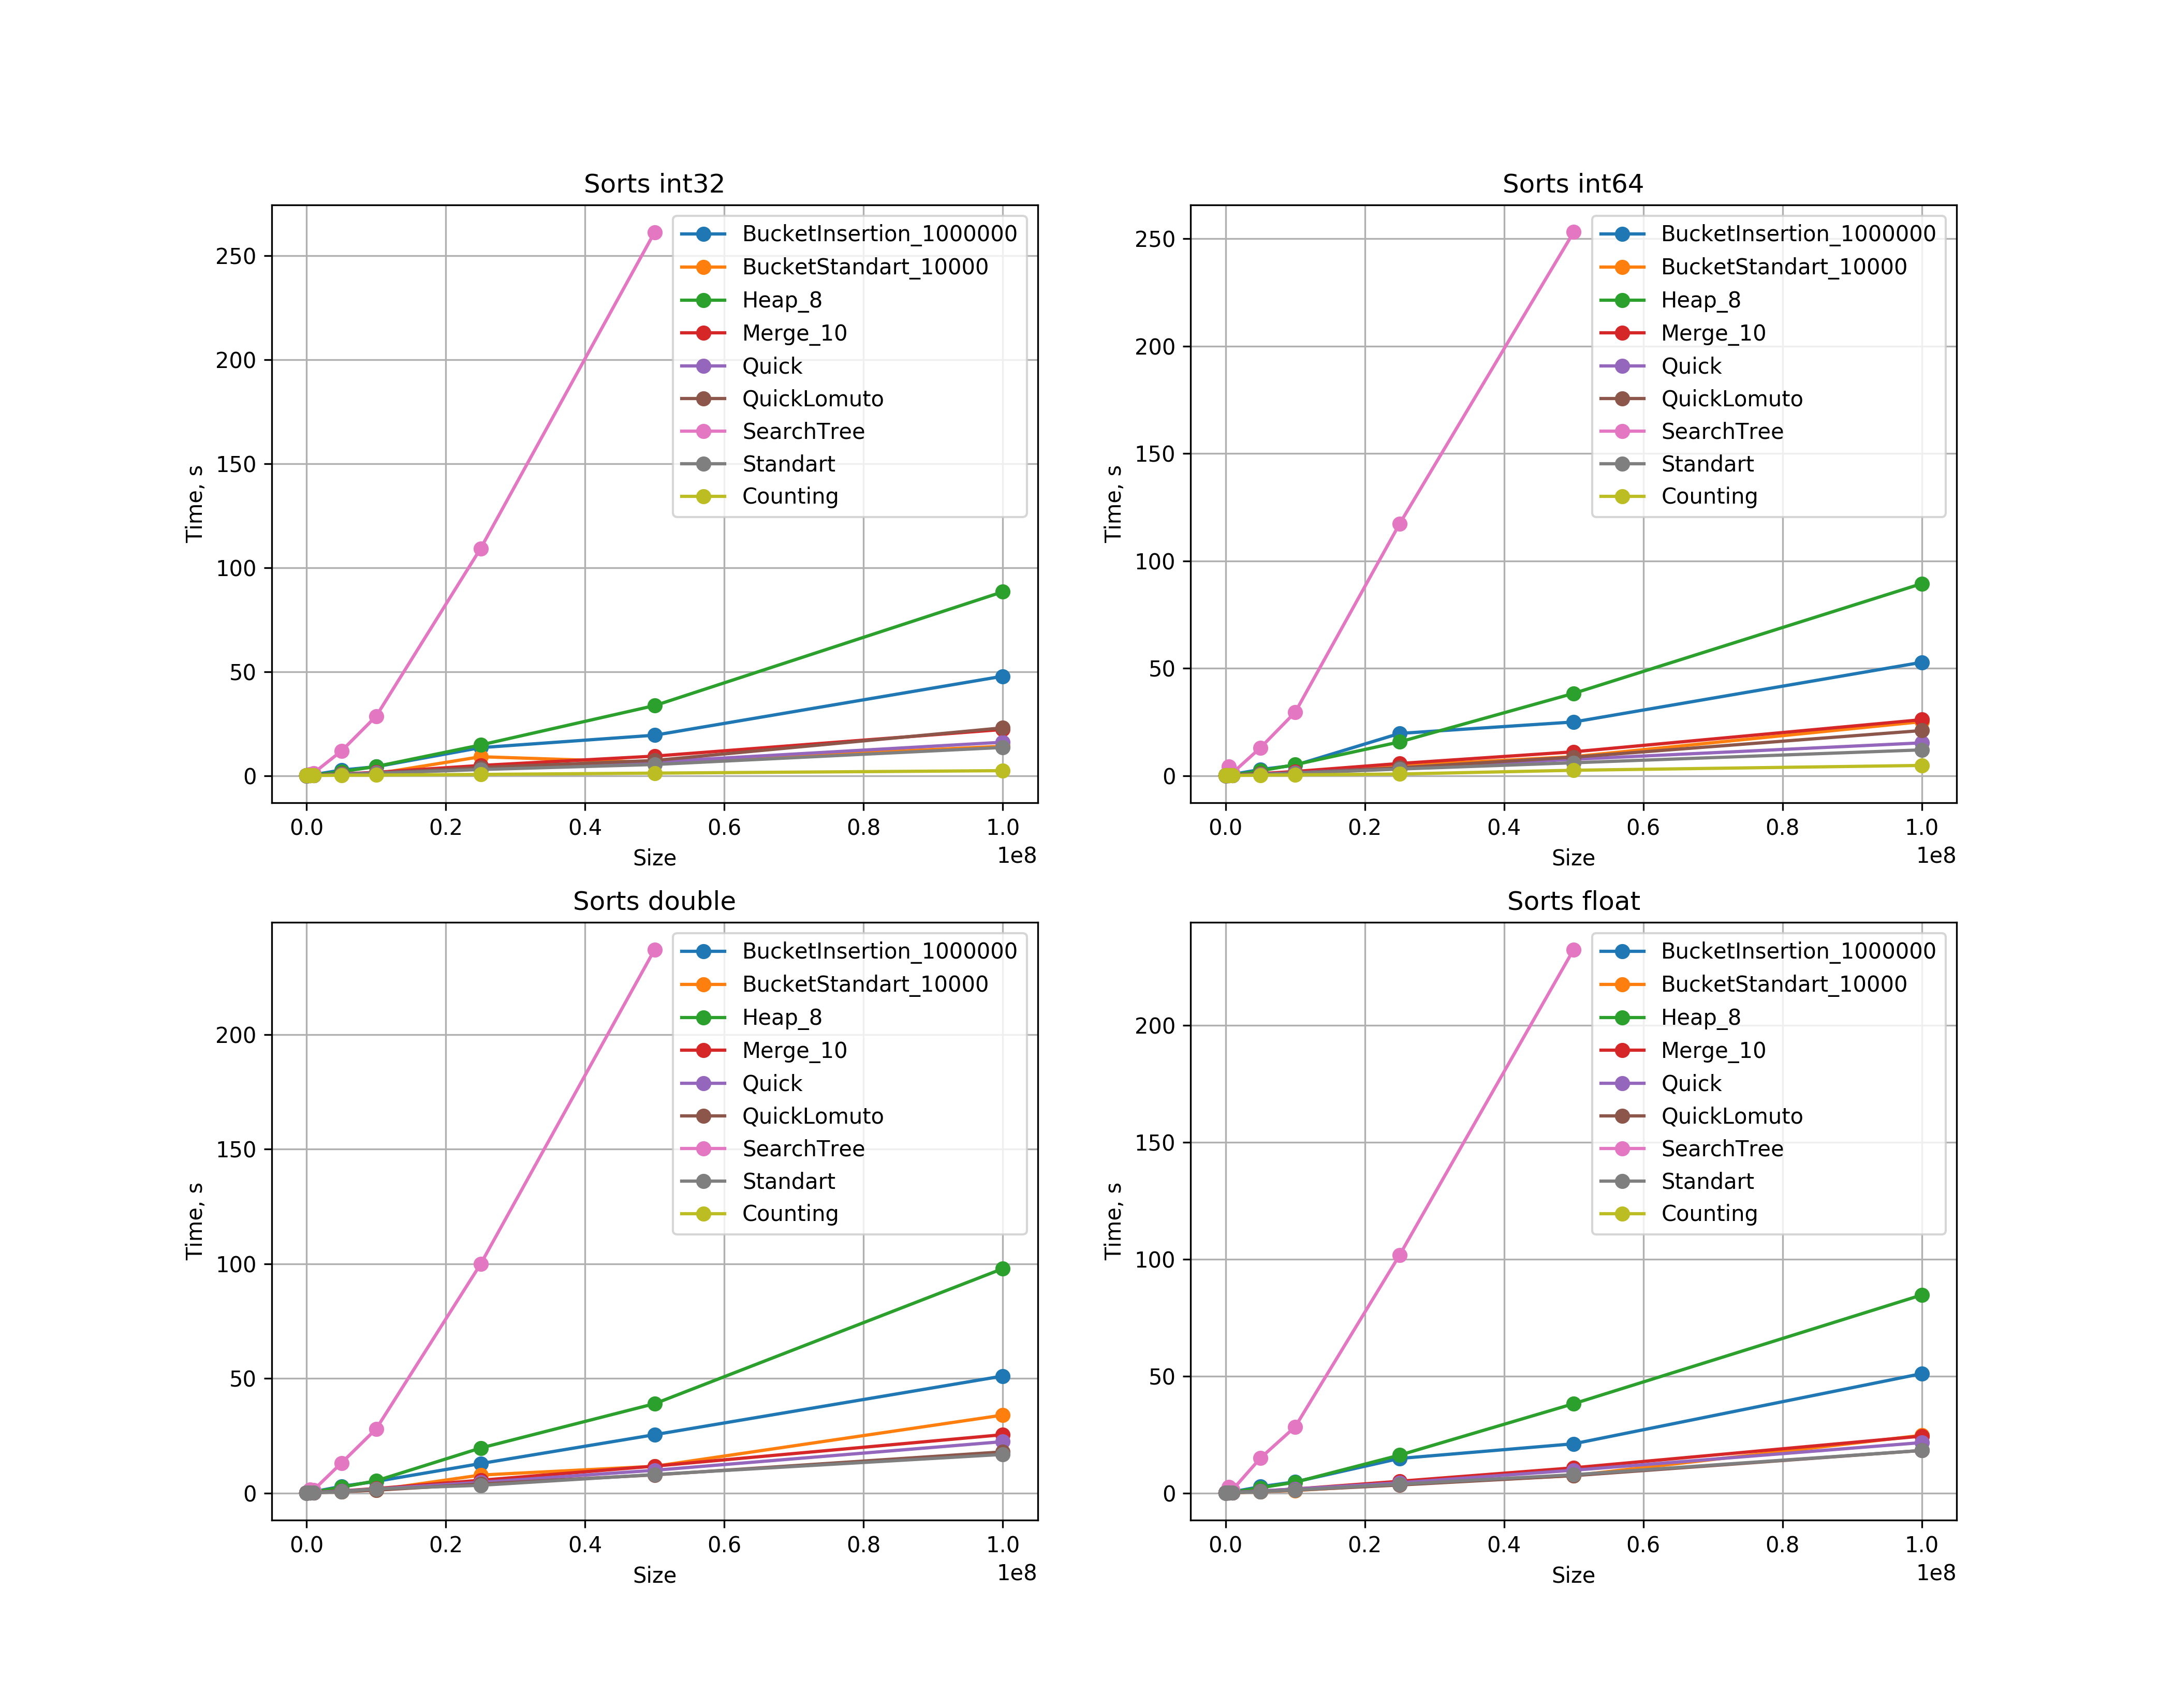 Sorts int32
250
200
150
100
50
0
Time, s
BucketInsertion_1000000
BucketStandart_10000
Heap_8
Merge_10
Quick
QuickLomuto
SearchTree
Standart
Counting
0.0 0.2 0.4 0.6 0.8 1.0
Size
1e8
Sorts int64
250
200
150
100
50
0
Time, s
BucketInsertion_1000000
BucketStandart_10000
Heap_8
Merge_10
Quick
QuickLomuto
SearchTree
Standart
Counting
0.0 0.2 0.4 0.6 0.8 1.0
Size
1e8
Sorts double
200
150
100
50
0
Time, s
BucketInsertion_1000000
BucketStandart_10000
Heap_8
Merge_10
Quick
QuickLomuto
SearchTree
Standart
Counting
0.0 0.2 0.4 0.6 0.8 1.0
Size
1e8
Sorts float
200
150
100
50
0
Time, s
BucketInsertion_1000000
BucketStandart_10000
Heap_8
Merge_10
Quick
QuickLomuto
SearchTree
Standart
Counting
0.0 0.2 0.4 0.6 0.8 1.0
Size
1e8